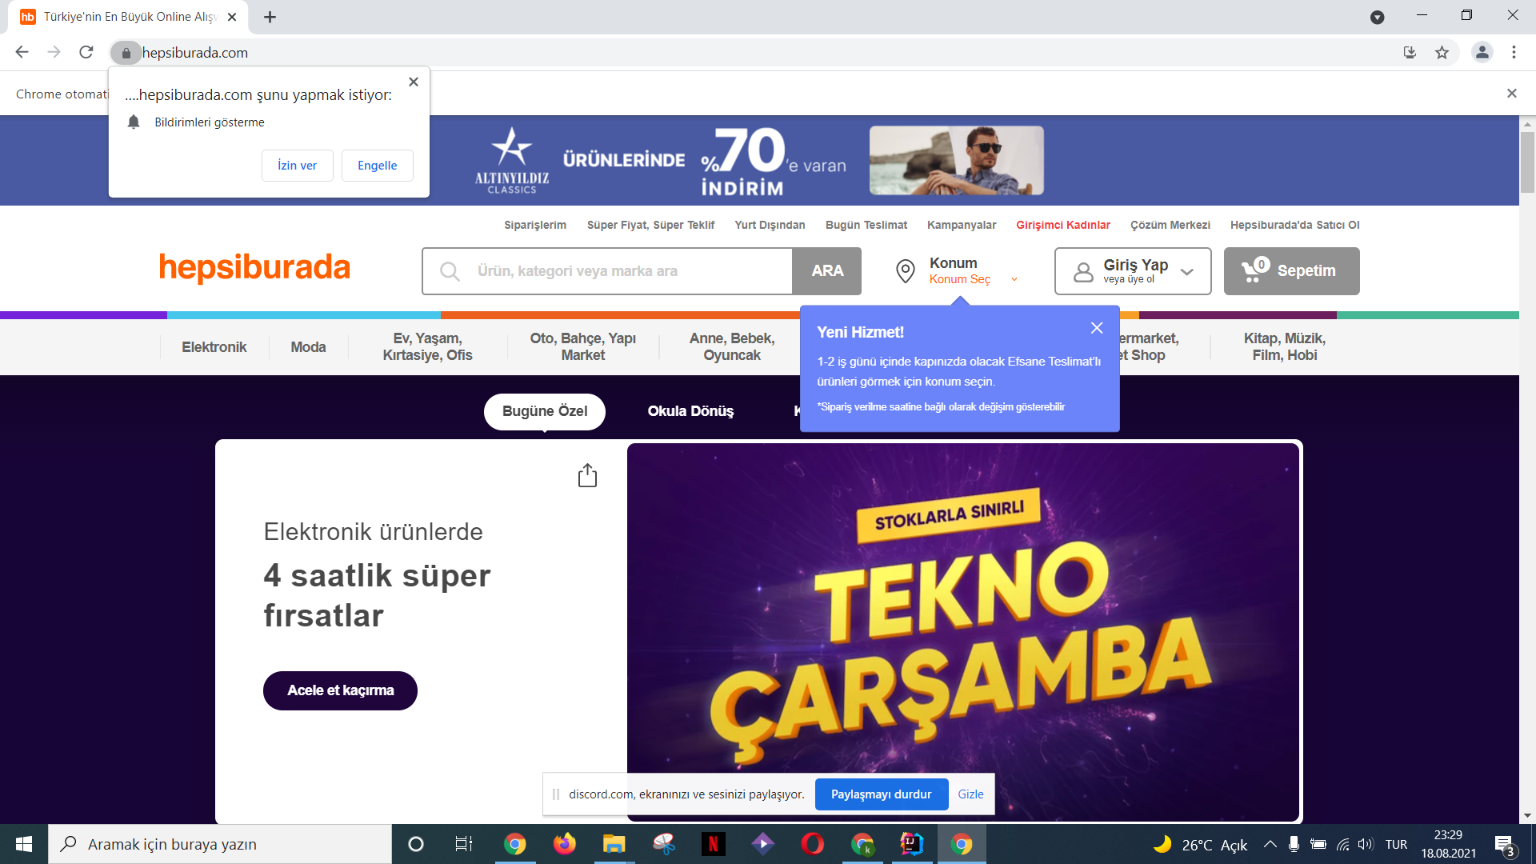 hb Türkiye'nin En Büyük Online Alışv
hepsiburada.com
Chrome otomati
....hepsiburada.com şunu yapmak istiyor:
Bildirimleri gösterme
İzin ver
Engelle
ALTINYILDIZ
CLASSICS
ÜRÜNLERİNDE
%70'e varan
İNDİRİM
Siparişlerim Süper Fiyat, Süper Teklif Yurt Dışından Bugün Teslimat Kampanyalar Girişimci Kadınlar Çözüm Merkezi Hepsiburada'da Satıcı Ol
hepsiburada
Ürün, kategori veya marka ara
ARA
Konum
Konum Seç
Giriş Yap
veya üye ol
0
Sepetim
Elektronik
Moda
Ev, Yaşam,
Kırtasiye, Ofis
Oto, Bahçe, Yapı
Market
Anne, Bebek,
Oyuncak
ermarket,
et Shop
Kitap, Müzik,
Film, Hobi
Yeni Hizmet!
1-2 iş günü içinde kapınızda olacak Efsane Teslimat'lı
ürünleri görmek için konum seçin.
*Sipariş verilme saatine bağlı olarak değişim gösterebilir
Bugüne Özel
Okula Dönüş
K
Elektronik ürünlerde
4 saatlik süper
fırsatlar
Acele et kaçırma
STOKLARLA SINIRLI
TEKNO
ÇARŞAMBA
discord.com, ekranınızı ve sesinizi paylaşıyor.
Paylaşmayı durdur
Gizle
Aramak için buraya yazın
N
k
IJ
26°C Açık
TUR
23:29
18.08.2021
3